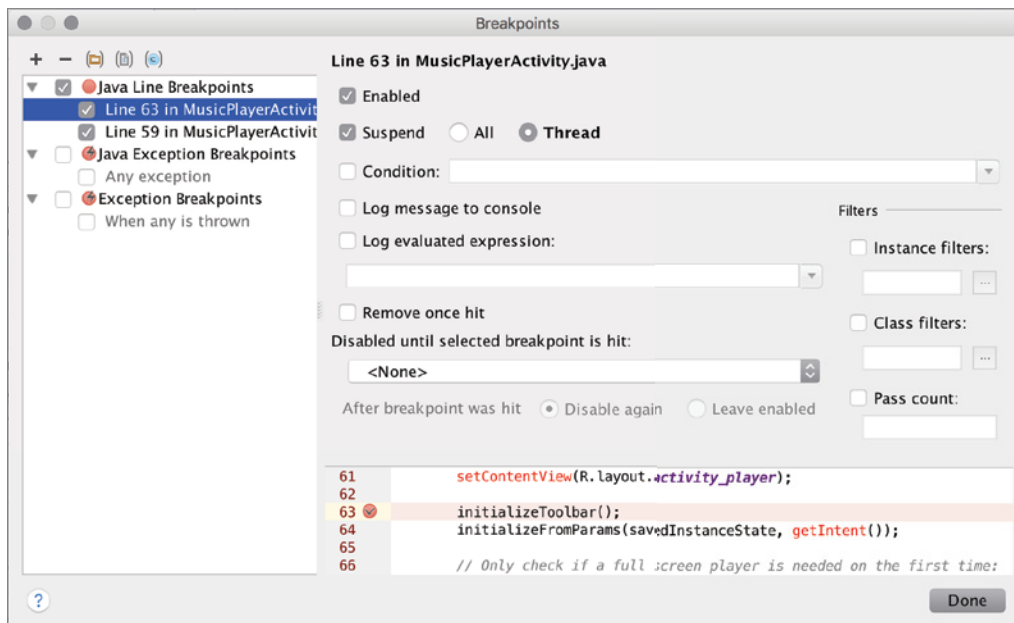 Breakpoints
Java Line Breakpoints
Line 63 in MusicPlayerActivit
Line 59 in MusicPlayerActivit
Java Exception Breakpoints
Any exception
Exception Breakpoints
When any is thrown
Line 63 in MusicPlayerActivity.java
Enabled
Suspend All Thread
Condition:
Log message to console
Log evaluated expression:
Remove once hit
Disabled until selected breakpoint is hit:
<None>
After breakpoint was hit Disable again Leave enabled
Filters
Instance filters:
...
Class filters:
...
Pass count:
61 setContentView(R.layout.activity_player);
62
63 initializeToolbar();
64 initializeFromParams(savedInstanceState, getIntent());
65
66 // Only check if a full screen player is needed on the first time:
?
Done